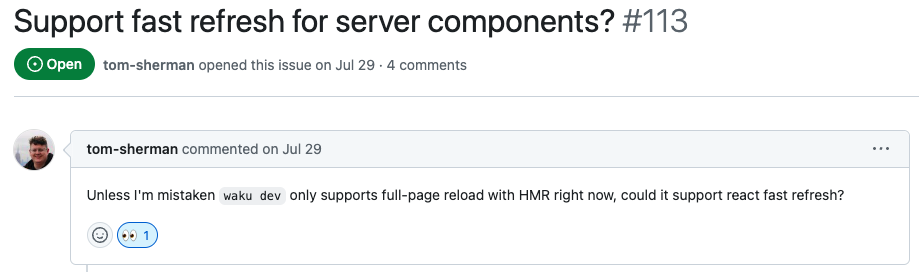 Support fast refresh for server components? #113
Open tom-sherman opened this issue on Jul 29 · 4 comments
tom-sherman commented on Jul 29 ...
Unless I'm mistaken waku dev only supports full-page reload with HMR right now, could it support react fast refresh?
👀 1